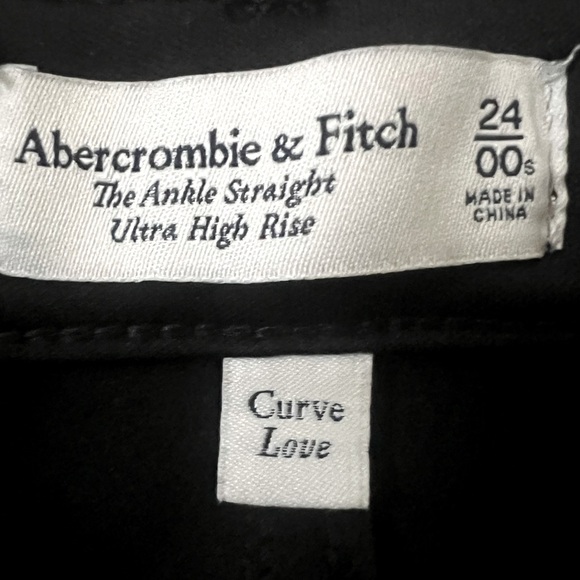 Abercrombie & Fitch
The Ankle Straight
Ultra High Rise
24
00s
MADE IN
CHINA
Curve
Love